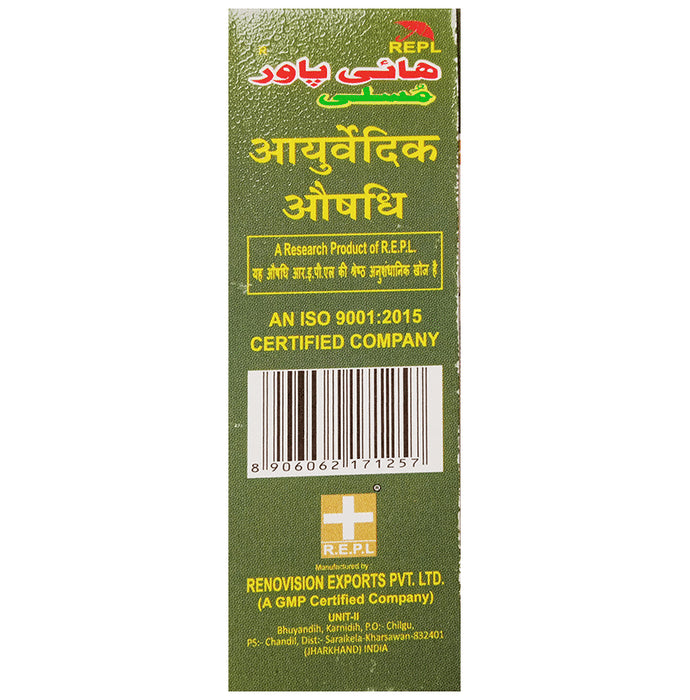 REPL
R
هائی پاور
مُسلی
आयुर्वेदिक
औषधि
A Research Product of R.E.P.L.
यह औषधि आर.इ.पी.एल की श्रेष्ठ अनुसंधानिक खोज है
AN ISO 9001:2015
CERTIFIED COMPANY
8 906062 171257
R
R.E.P.L
Manufactured by
RENOVISION EXPORTS PVT. LTD.
(A GMP Certified Company)
UNIT-II
Bhuyandih, Karnidih, P.O:- Chilgu,
PS:- Chandil, Dist:- Saraikela-Kharsawan-832401
(JHARKHAND) INDIA